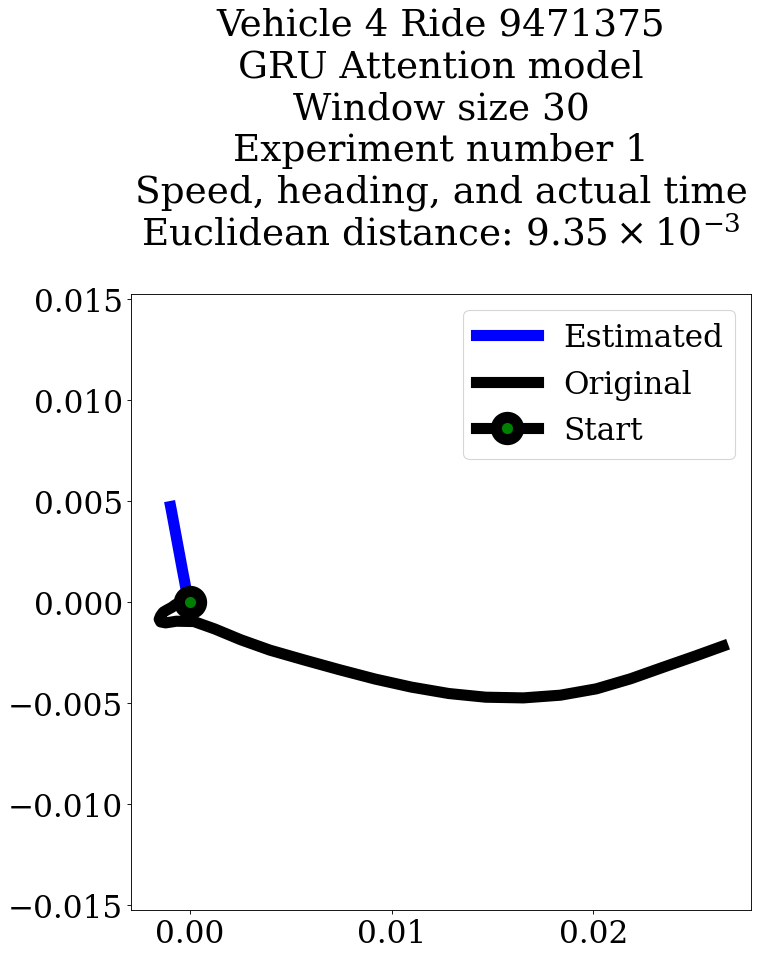 Vehicle 4 Ride 9471375
GRU Attention model
Window size 30
Experiment number 1
Speed, heading, and actual time
Euclidean distance: 9.35 × 10⁻³
0.015
0.010
0.005
0.000
−0.005
−0.010
−0.015
Estimated
Original
Start
0.00 0.01 0.02